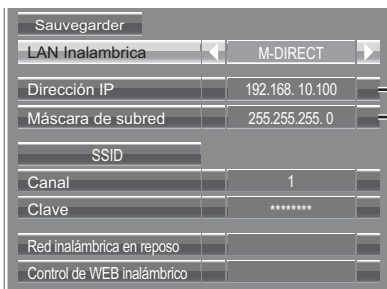 Sauvegarder
LAN Inalambrica M-DIRECT
Dirección IP 192.168. 10.100
Máscara de subred 255.255.255. 0
SSID
Canal 1
Clave ********
Red inalámbrica en reposo
Control de WEB inalámbrico